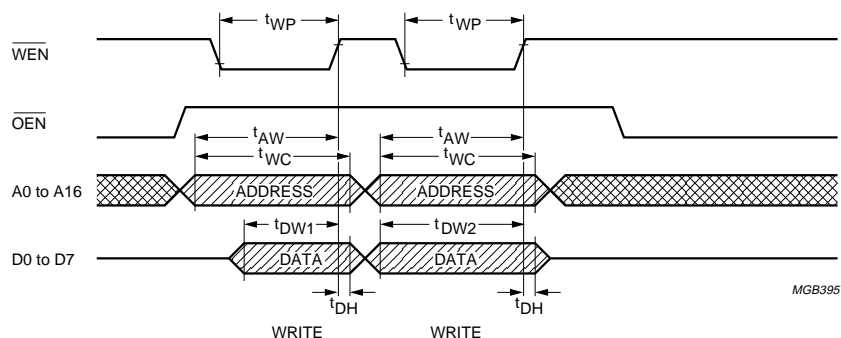 tWP tWP
WEN
OEN
tAW tAW
tWC tWC
A0 to A16 ADDRESS ADDRESS
tDW1 tDW2
D0 to D7 DATA DATA
MGB395
tDH tDH
WRITE WRITE